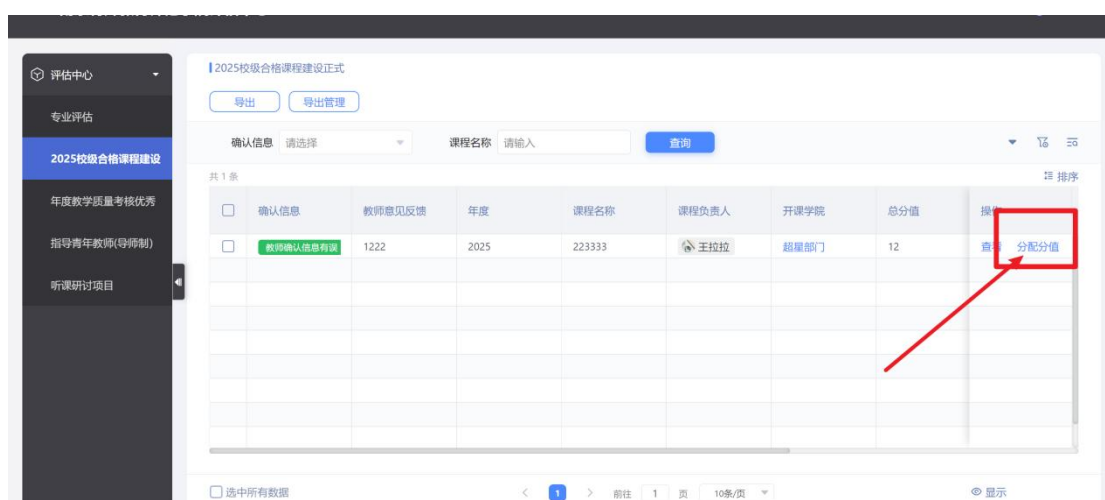 评估中心
专业评估
2025校级合格课程建设
年度教学质量考核优秀
指导青年教师(导师制)
听课研讨项目
2025校级合格课程建设正式
导出 导出管理
确认信息 请选择 课程名称 请输入 查询
共 1 条 排序
确认信息 教师意见反馈 年度 课程名称 课程负责人 开课学院 总分值 操作
教师确认信息有误 1222 2025 223333 王拉拉 超星部门 12 查看 分配分值
选中所有数据 < 1 > 前往 1 页 10条/页 显示